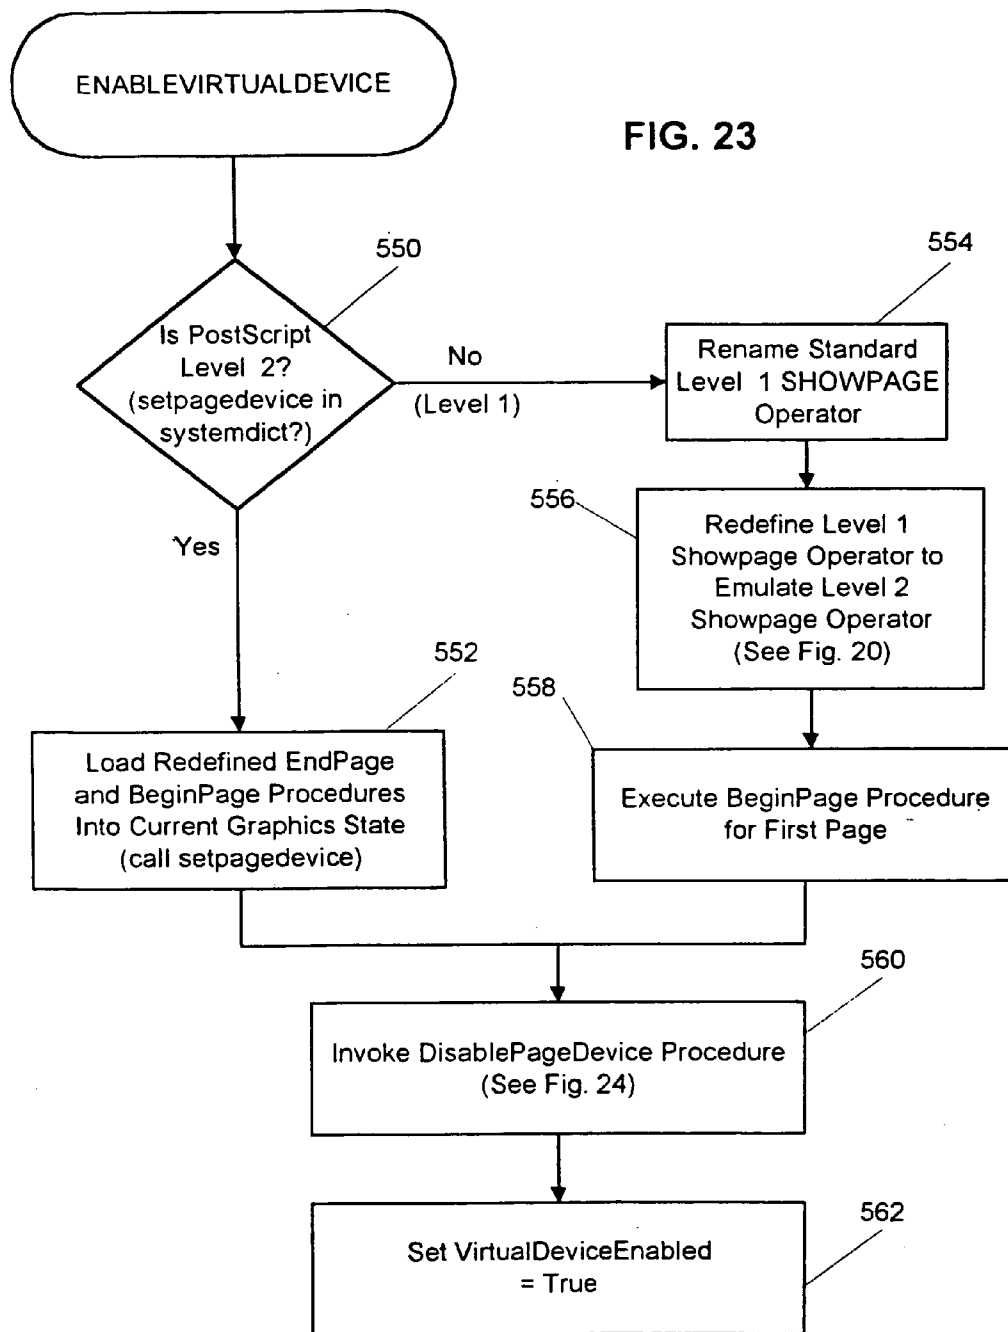 ENABLEVIRTUALDEVICE
FIG. 23
550
Is PostScript
Level 2?
(setpagedevice in
systemdict?)
No
(Level 1)
554
Rename Standard
Level 1 SHOWPAGE
Operator
556
Redefine Level 1
Showpage Operator to
Emulate Level 2
Showpage Operator
(See Fig. 20)
Yes
552
Load Redefined EndPage
and BeginPage Procedures
Into Current Graphics State
(call setpagedevice)
558
Execute BeginPage Procedure
for First Page
560
Invoke DisablePageDevice Procedure
(See Fig. 24)
562
Set VirtualDeviceEnabled
= True